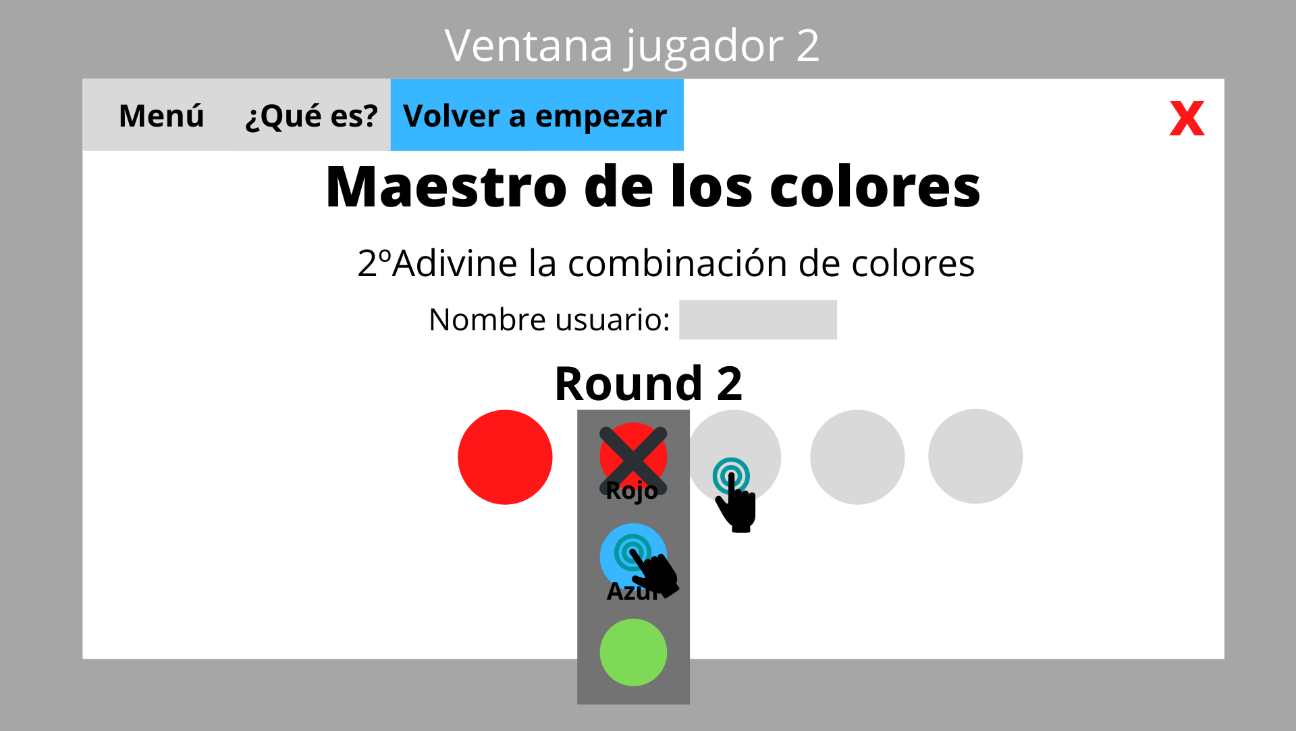 Ventana jugador 2
Menú ¿Qué es? Volver a empezar X
Maestro de los colores
2ºAdivine la combinación de colores
Nombre usuario:
Round 2
Rojo
Azul